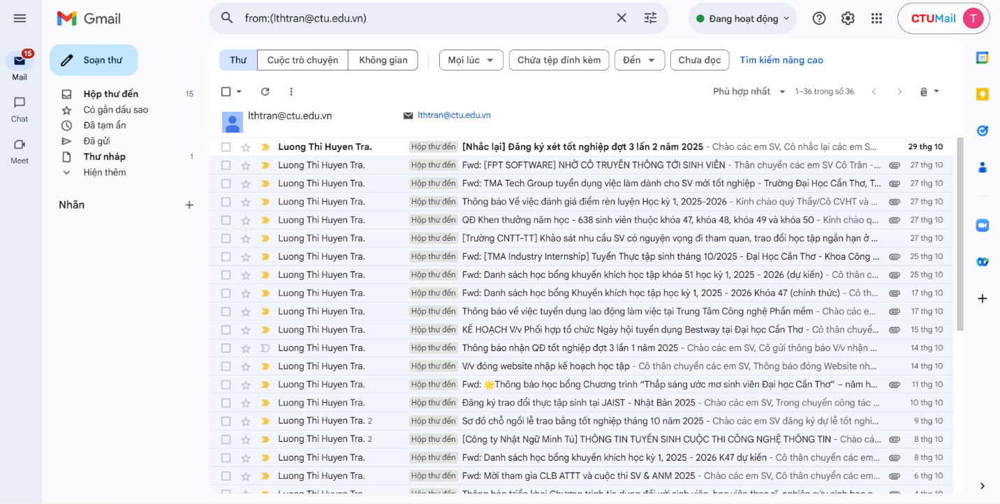 Gmail
from:(lthtran@ctu.edu.vn)
Đang hoạt động
CTUMail
T
15
Mail
Chat
Meet
Soạn thư
Hộp thư đến 15
Có gắn dấu sao
Đã tạm ẩn
Đã gửi
Thư nháp 1
Hiện thêm
Nhãn
Thư Cuộc trò chuyện Không gian Mọi lúc Chứa tệp đính kèm Đến Chưa đọc Tìm kiếm nâng cao
Phù hợp nhất 1–36 trong số 36
lthtran@ctu.edu.vn lthtran@ctu.edu.vn
Luong Thi Huyen Tra. Hộp thư đến [Nhắc lại] Đăng ký xét tốt nghiệp đợt 3 lần 2 năm 2025 - Chào các em SV, Cô nhắc lại các em S... 29 thg 10
Luong Thi Huyen Tra. Hộp thư đến Fwd: [FPT SOFTWARE] NHỜ CÔ TRUYỀN THÔNG TỚI SINH VIÊN - Thân chuyển các em SV Cô Trân -... 27 thg 10
Luong Thi Huyen Tra. Hộp thư đến Fwd: TMA Tech Group tuyển dụng việc làm dành cho SV mới tốt nghiệp - Trường Đại Học Cần Thơ, T... 27 thg 10
Luong Thi Huyen Tra. Hộp thư đến Thông báo Về việc đánh giá điểm rèn luyện Học kỳ 1, 2025-2026 - Kính chào quý Thầy/Cô CVHT và ... 27 thg 10
Luong Thi Huyen Tra. Hộp thư đến QĐ Khen thưởng năm học - 638 sinh viên thuộc khóa 47, khóa 48, khóa 49 và khóa 50 - Kính chào q... 27 thg 10
Luong Thi Huyen Tra. Hộp thư đến [Trường CNTT-TT] Khảo sát nhu cầu SV có nguyện vọng đi tham quan, trao đổi học tập ngắn hạn ở ... 27 thg 10
Luong Thi Huyen Tra. Hộp thư đến Fwd: [TMA Industry Internship] Tuyển Thực tập sinh tháng 10/2025 - Đại Học Cần Thơ - Khoa Công ... 25 thg 10
Luong Thi Huyen Tra. Hộp thư đến Fwd: Danh sách học bổng khuyến khích học tập khóa 51 học kỳ 1, 2025 - 2026 (dự kiến) - Cô thân c... 25 thg 10
Luong Thi Huyen Tra. Hộp thư đến Fwd: Danh sách học bổng Khuyến khích học tập học kỳ 1, 2025 - 2026 Khóa 47 (chính thức) - Cô th... 17 thg 10
Luong Thi Huyen Tra. Hộp thư đến Thông báo về việc tuyển dụng lao động làm việc tại Trung Tâm Công nghệ Phần mềm - Chào các e... 17 thg 10
Luong Thi Huyen Tra. Hộp thư đến KẾ HOẠCH V/v Phối hợp tổ chức Ngày hội tuyển dụng Bestway tại Đại học Cần Thơ - Cô thân chuyể... 15 thg 10
Luong Thi Huyen Tra. Hộp thư đến Thông báo nhận QĐ tốt nghiệp đợt 3 lần 1 năm 2025 - Chào các em SV, Cô gửi thông báo V/v nhận ... 14 thg 10
Luong Thi Huyen Tra. Hộp thư đến V/v đóng website nhập kế hoạch học tập - Cô thân chuyển các em SV, Thông báo đóng Website nh... 14 thg 10
Luong Thi Huyen Tra. Hộp thư đến Fwd: 🌟Thông báo học bổng Chương trình “Thắp sáng ước mơ sinh viên Đại học Cần Thơ” – năm h... 11 thg 10
Luong Thi Huyen Tra. Hộp thư đến Đăng ký trao đổi thực tập sinh tại JAIST - Nhật Bản 2025 - Chào các em SV, Trong chuyến công tác ... 10 thg 10
Luong Thi Huyen Tra. 2 Hộp thư đến Sơ đồ chỗ ngồi lễ trao bằng tốt nghiệp tháng 10 năm 2025 - Chào các em SV đăng ký dự lễ tốt nghi... 9 thg 10
Luong Thi Huyen Tra. 2 Hộp thư đến [Công ty Nhật Ngữ Minh Tú] THÔNG TIN TUYỂN SINH CUỘC THI CÔNG NGHỆ THÔNG TIN - Chào cá... 8 thg 10
Luong Thi Huyen Tra. Hộp thư đến Fwd: Danh sách học bổng khuyến khích học kỳ 1, 2025 - 2026 K47 dự kiến - Cô thân chuyển các em... 8 thg 10
Luong Thi Huyen Tra. Hộp thư đến Fwd: Mời tham gia CLB ATTT và cuộc thi SV & ANM 2025 - Chào các em SV, Cô thân chuyển các em... 6 thg 10